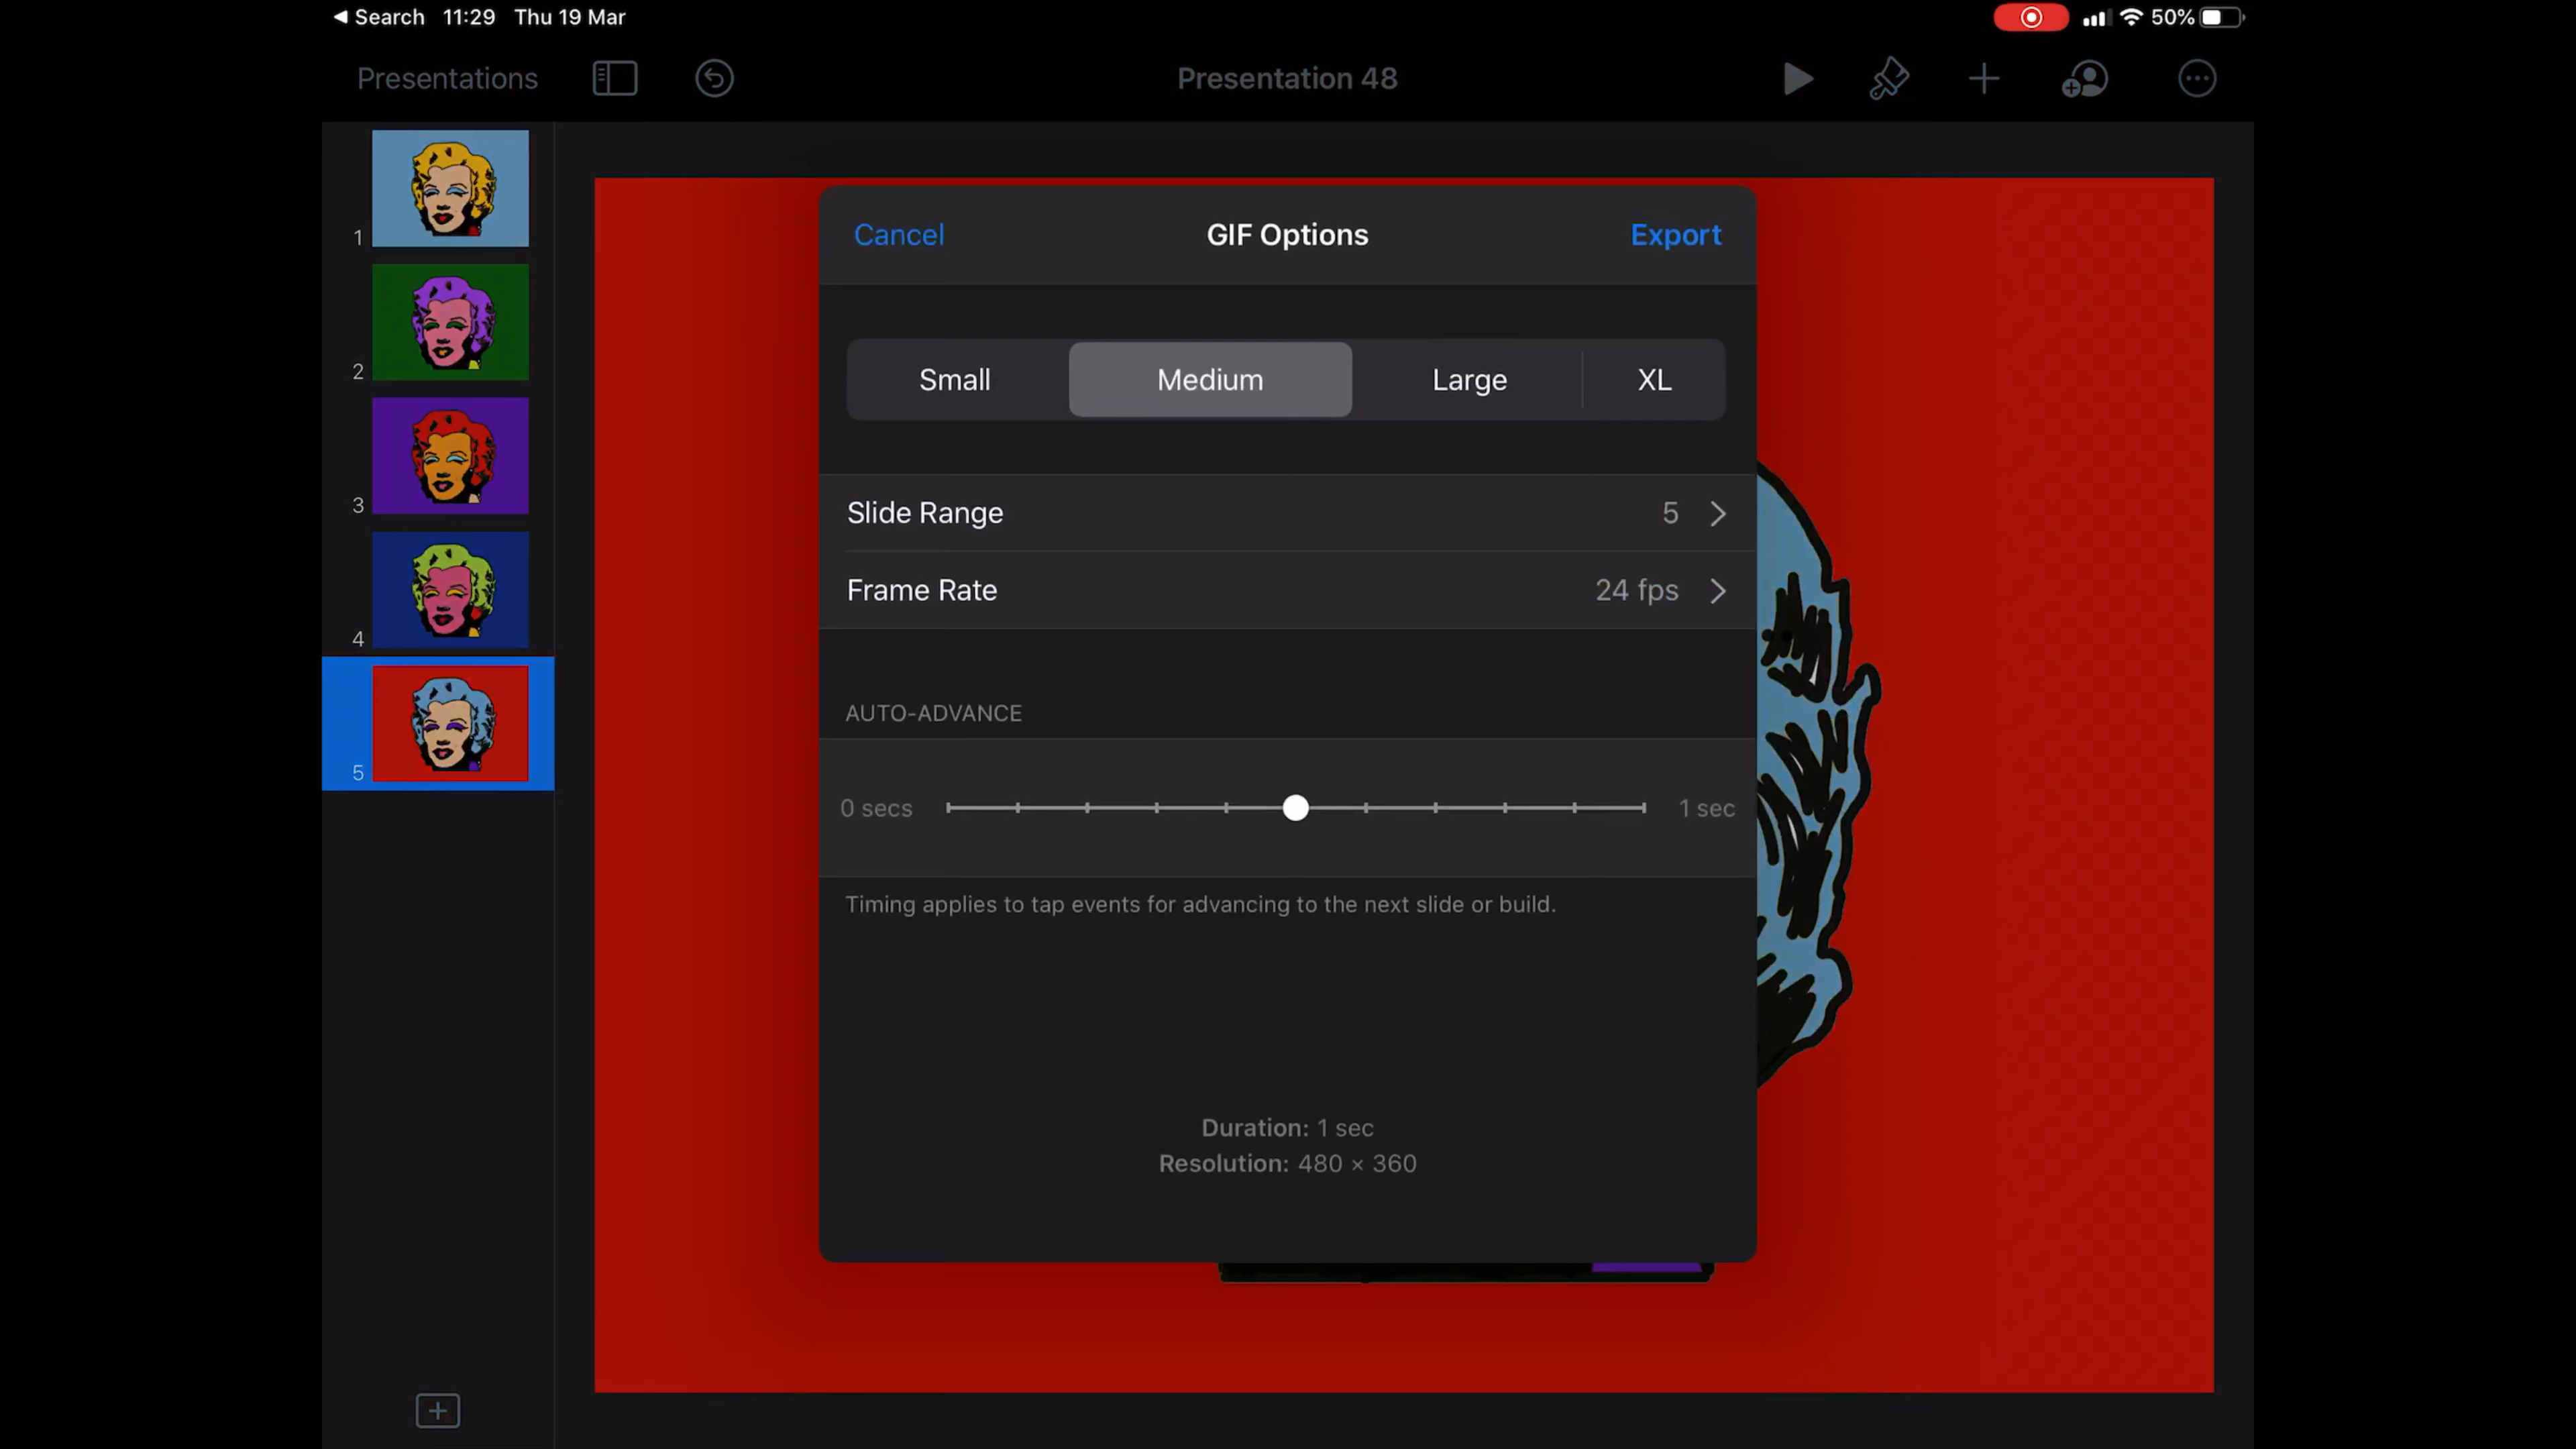 Search 11:29 Thu 19 Mar
50%
Presentations
Presentation 48
1
2
3
4
5
Cancel
GIF Options
Export
Small
Medium
Large
XL
Slide Range
5
Frame Rate
24 fps
AUTO-ADVANCE
0 secs
1 sec
Timing applies to tap events for advancing to the next slide or build.
Duration: 1 sec
Resolution: 480 × 360